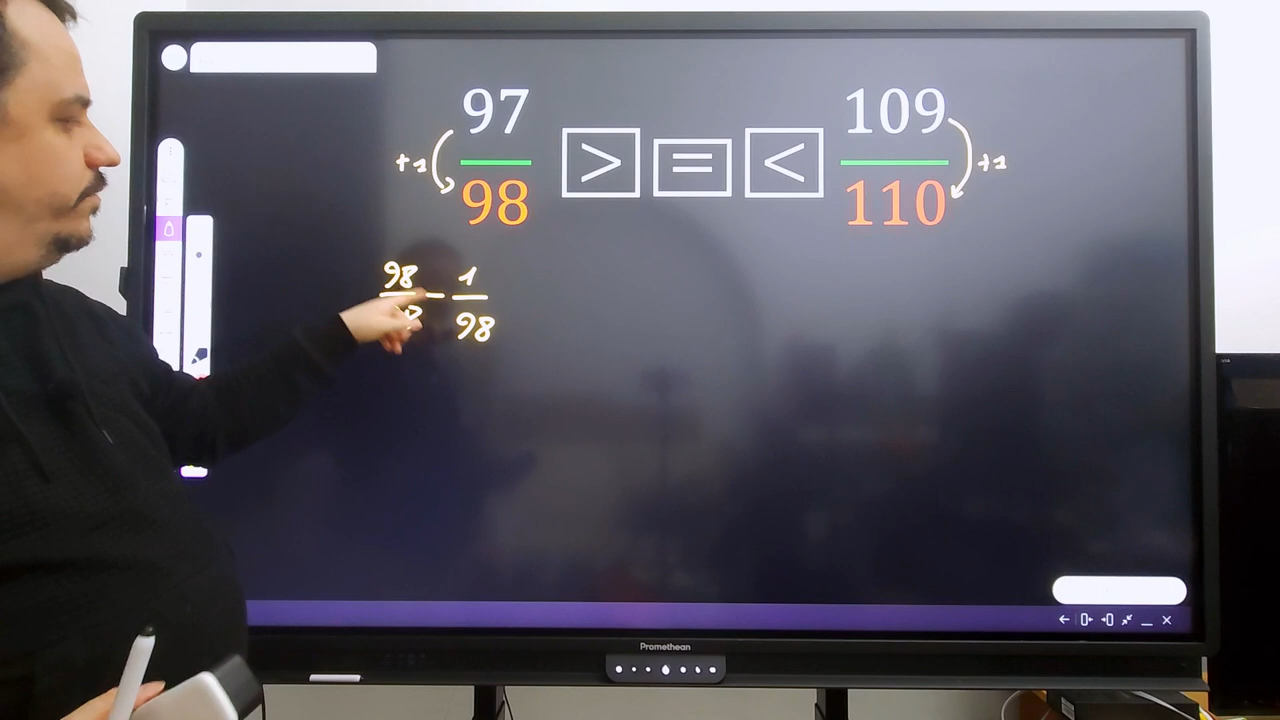 97 109
+1 > = < +1
98 110
98 1
—
98
Promethean